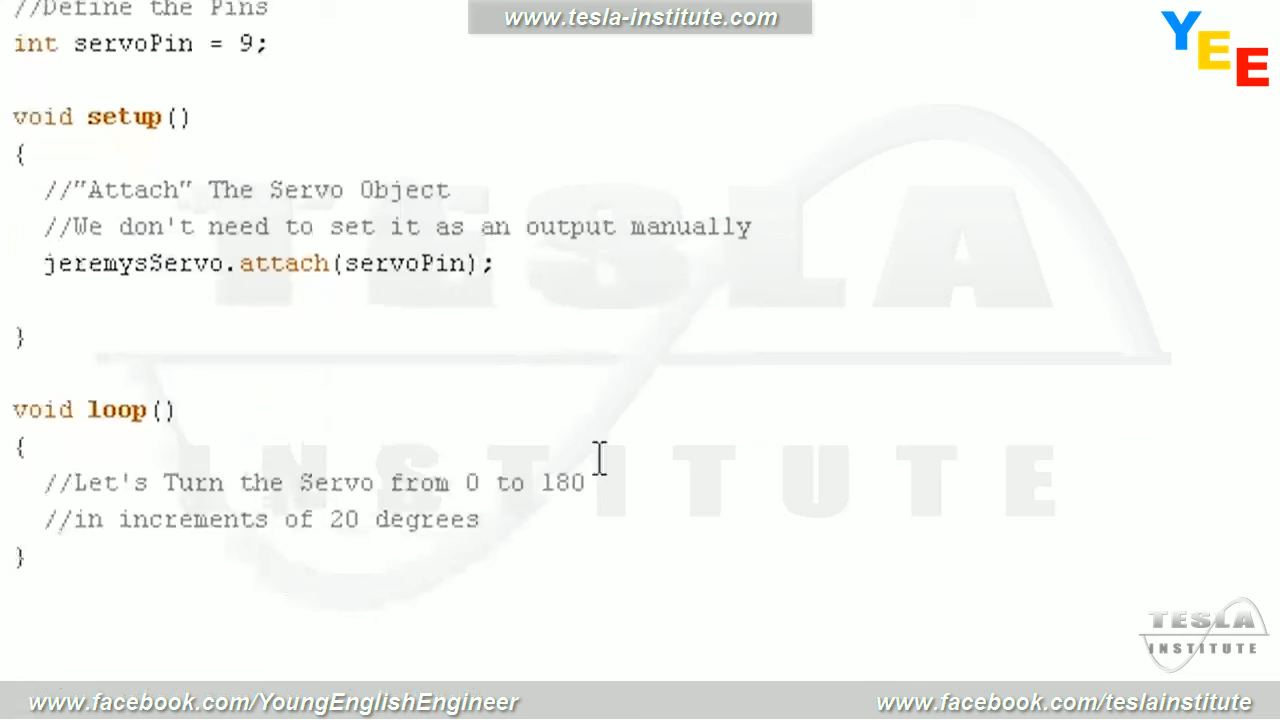 //Define the Pins
www.tesla-institute.com
int servoPin = 9;
YEE
void setup()
{
//"Attach" The Servo Object
//We don't need to set it as an output manually
jeremysServo.attach(servoPin);
}
TESLA
INSTITUTE
void loop()
{
//Let's Turn the Servo from 0 to 180
//in increments of 20 degrees
}
TESLA
INSTITUTE
www.facebook.com/YoungEnglishEngineer
www.facebook.com/teslainstitute